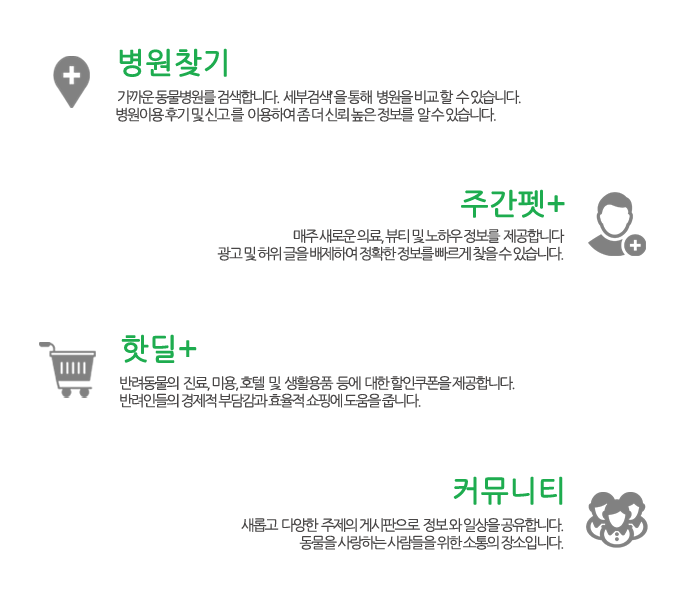 병원찾기
가까운 동물병원를 검색합니다. 세부검색'을 통해 병원을 비교 할 수 있습니다.
병원이용 후기 및 신고 를 이용하여 좀 더 신뢰 높은 정보를 알 수 있습니다.
주간펫+
매주 새로운 의료, 뷰티 및 노하우 정보를 제공합니다
광고 및 허위 글을 배제하여 정확한 정보를 빠르게 찾을 수 있습니다.
핫딜+
반려동물의 진료, 미용, 호텔 및 생활용품 등에 대한 할인쿠폰을 제공합니다.
반려인들의 경제적 부담감과 효율적 쇼핑에 도움을 줍니다.
커뮤니티
새롭고 다양한 주제의 게시판으로 정보 와 일상을 공유합니다.
동물을 사랑하는 사람들을 위한 소통의 장소입니다.